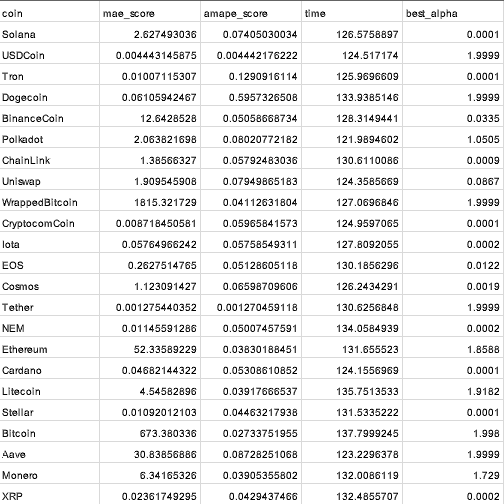 coin mae_score amape_score time best_alpha
Solana 2.627493036 0.07405030034 126.5758897 0.0001
USDCoin 0.004443145875 0.004442176222 124.517174 1.9999
Tron 0.01007115307 0.1290916114 125.9696604 0.0001
Dogecoin 0.06105942467 0.5957326508 133.9385146 1.9999
BinanceCoin 12.6428528 0.05058668734 128.3149441 0.0335
Polkadot 2.063821698 0.08020772182 121.9894602 1.0505
ChainLink 1.38566327 0.05792483036 130.6110086 0.0009
Uniswap 1.909545908 0.07949865183 124.3585669 0.0867
WrappedBitcoin 1815.321729 0.04112631804 127.0696846 1.9999
CryptocomCoin 0.008718450581 0.05965841573 124.9597065 0.0001
Iota 0.05764966242 0.05758549311 127.8092055 0.0002
EOS 0.2627514765 0.05128605118 130.1856296 0.0122
Cosmos 1.123091427 0.06598709606 126.2434291 0.0019
Tether 0.001275440352 0.001270459118 130.6256848 1.9999
NEM 0.01145591286 0.05007457591 134.0584939 0.0002
Ethereum 52.33589229 0.03830188451 131.655523 1.8588
Cardano 0.04682144322 0.05308610852 124.1556969 0.0001
Litecoin 4.54582896 0.03917666537 135.7513533 1.9182
Stellar 0.01092012103 0.04463217938 131.5335222 0.0001
Bitcoin 673.380336 0.02733751955 137.7999245 1.998
Aave 30.83856886 0.08728251068 123.2296378 1.9999
Monero 6.34165326 0.03905355802 132.0086119 1.729
XRP 0.02361749295 0.0429437466 132.4855707 0.0002